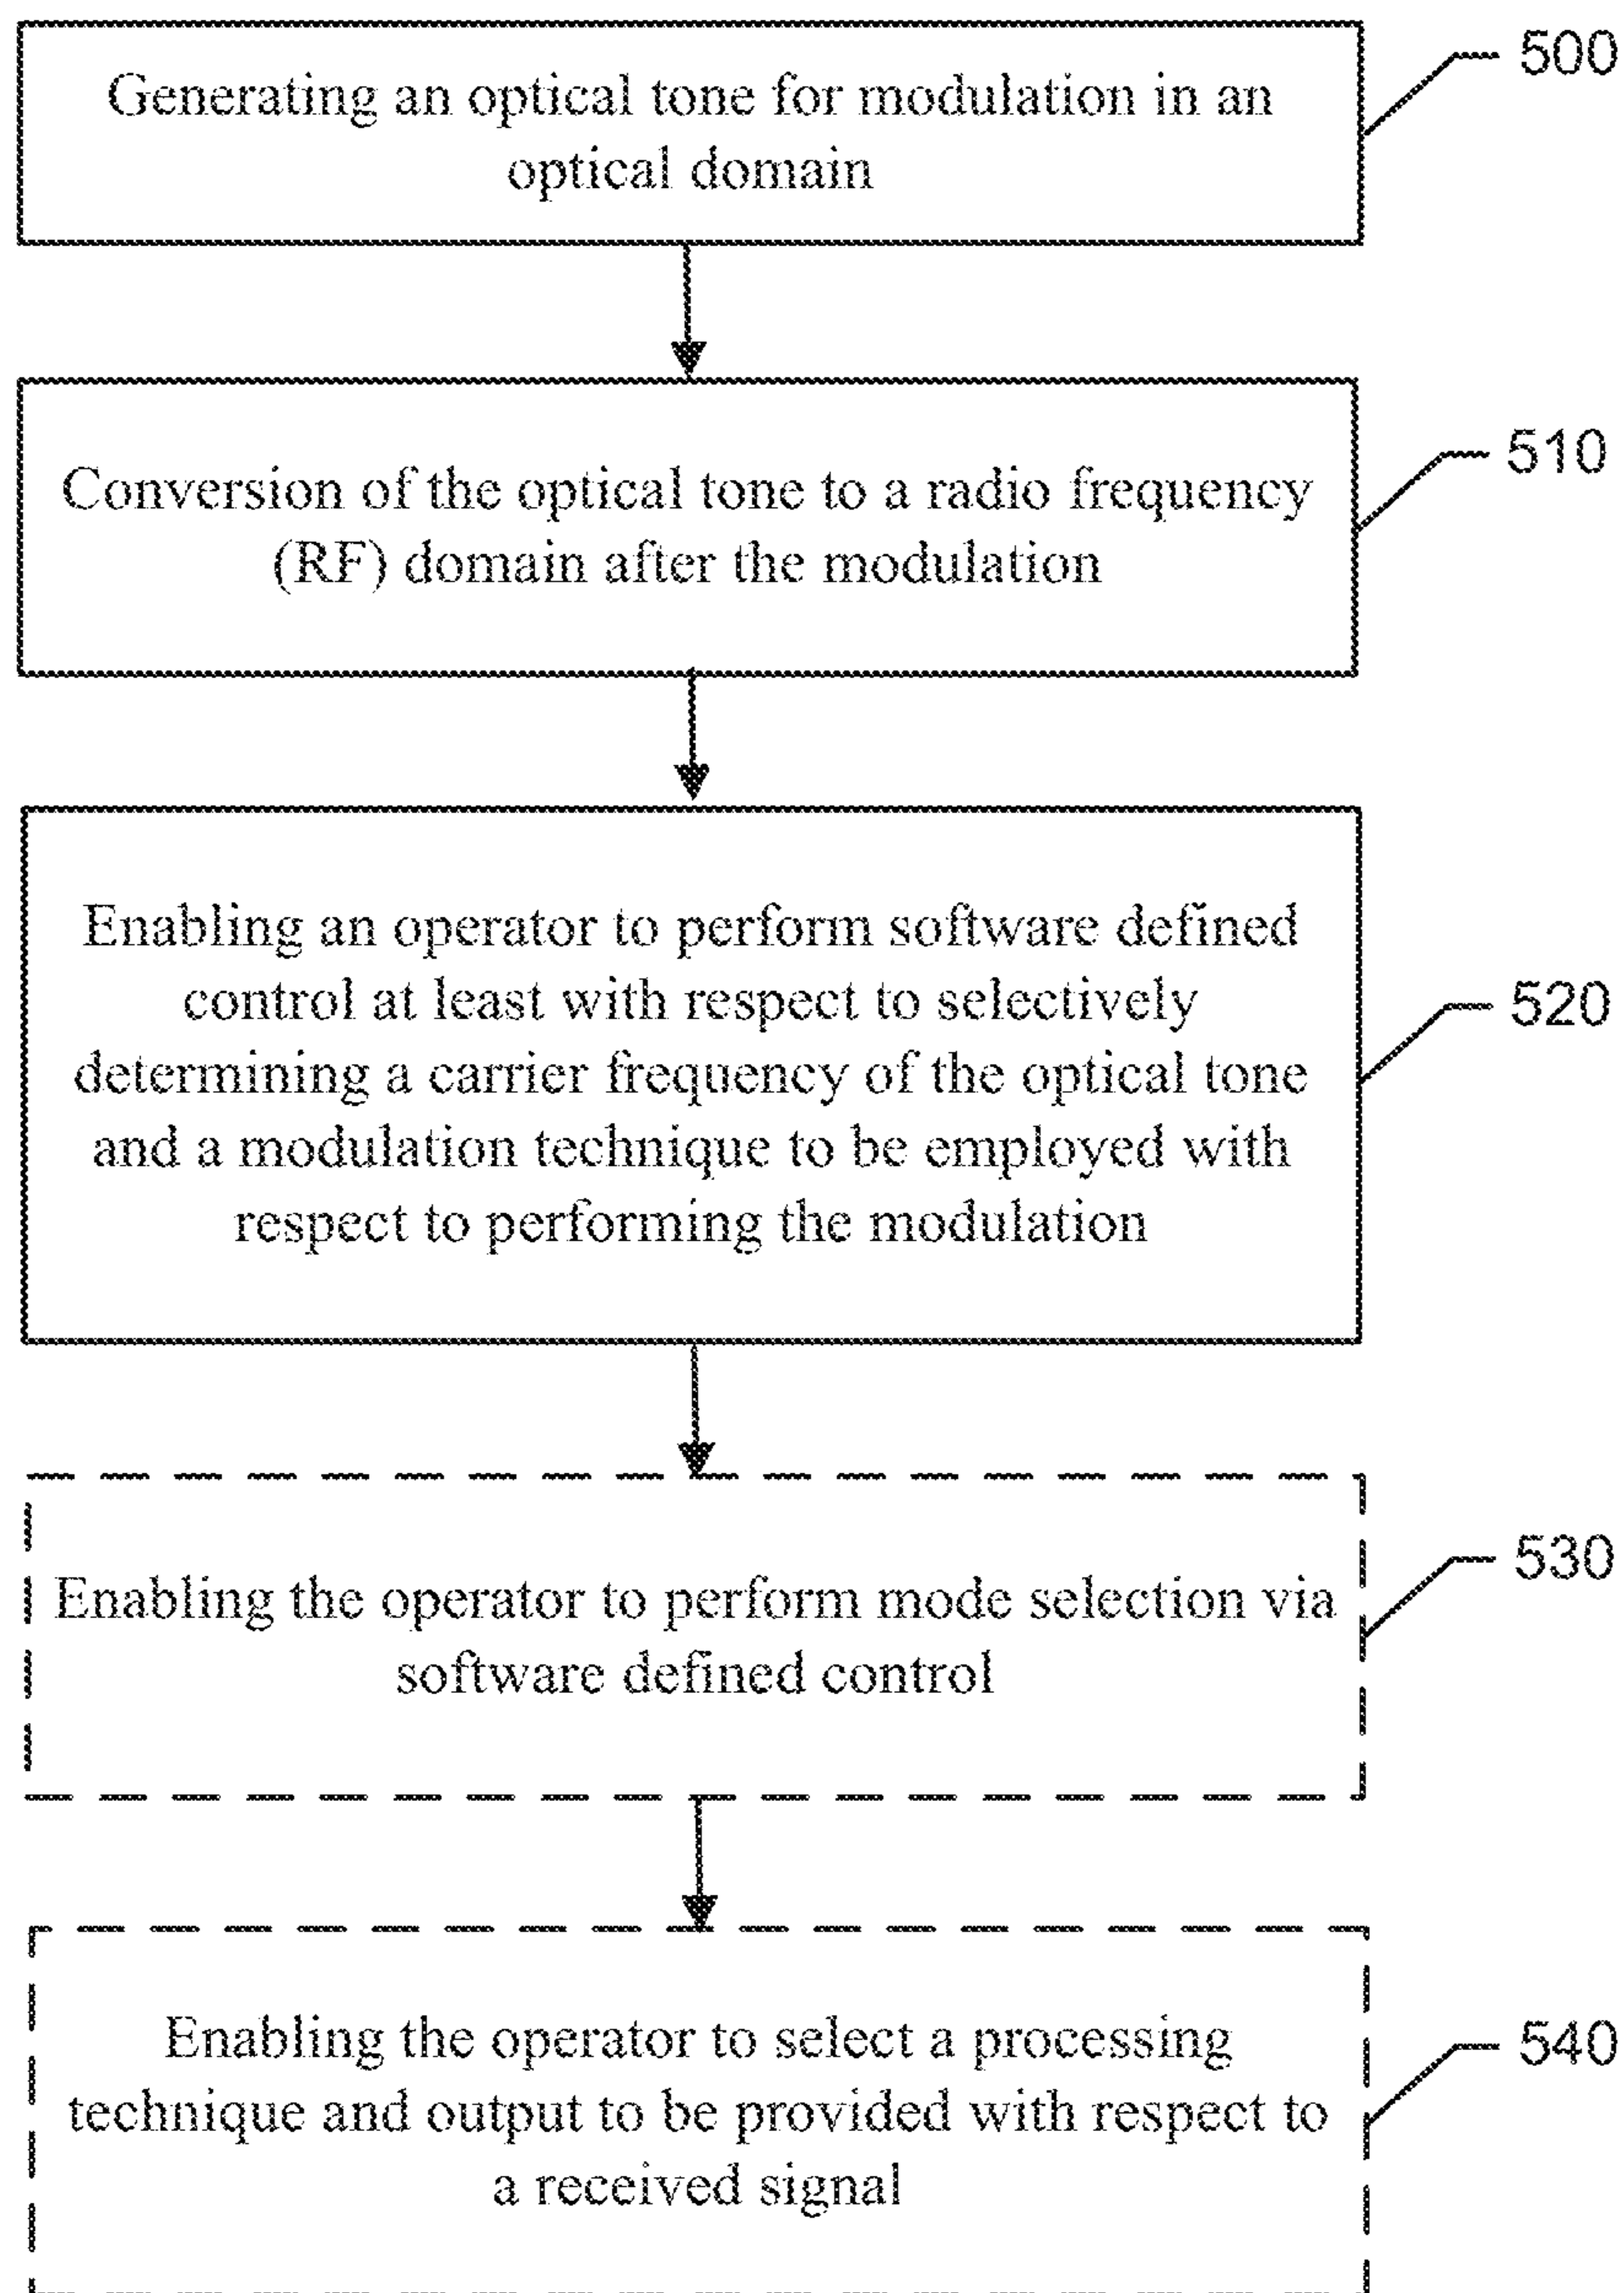 Generating an optical tone for modulation in an
optical domain
500
Conversion of the optical tone to a radio frequency
(RF) domain after the modulation
510
Enabling an operator to perform software defined
control at least with respect to selectively
determining a carrier frequency of the optical tone
and a modulation technique to be employed with
respect to performing the modulation
520
Enabling the operator to perform mode selection via
software defined control
530
Enabling the operator to select a processing
technique and output to be provided with respect to
a received signal
540